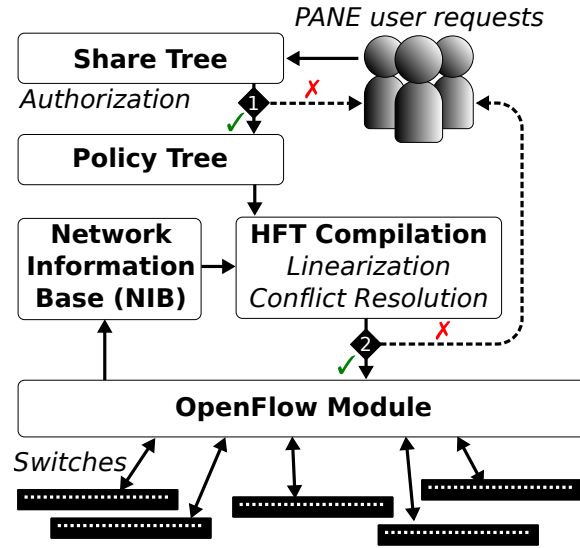 PANE user requests
Share Tree
Authorization
1
✗
✓
Policy Tree
Network
Information
Base (NIB)
HFT Compilation
Linearization
Conflict Resolution
2
✗
✓
OpenFlow Module
Switches